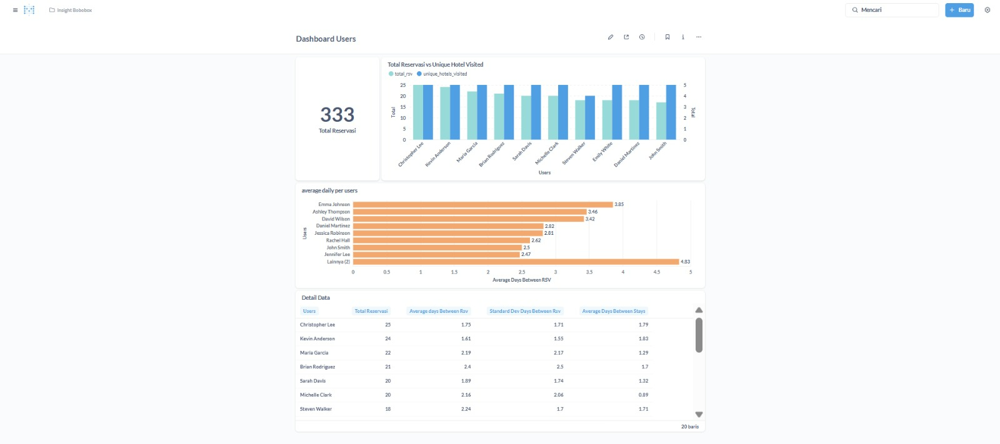 Insight Bobobox
Mencari
+ Baru
Dashboard Users
333
Total Reservasi
Total Reservasi vs Unique Hotel Visited
total_rsv unique_hotels_visited
25
20
15
10
5
0
Total
5
4
3
2
1
0
Total
Christopher Lee
Kevin Anderson
Maria Garcia
Brian Rodriguez
Sarah Davis
Michelle Clark
Steven Walker
Emily White
Daniel Martinez
John Smith
Users
average daily per users
Users
Emma Johnson 3.85
Ashley Thompson 3.46
David Wilson 3.42
Daniel Martinez 2.82
Jessica Robinson 2.81
Rachel Hall 2.62
John Smith 2.5
Jennifer Lee 2.47
Lainnya (2) 4.83
0 0.5 1 1.5 2 2.5 3 3.5 4 4.5 5
Average Days Between RSV
Detail Data
Users Total Reservasi Average days Between Rsv Standard Dev Days Between Rsv Average Days Between Stays
Christopher Lee 25 1.75 1.71 1.79
Kevin Anderson 24 1.61 1.55 1.83
Maria Garcia 22 2.19 2.17 1.29
Brian Rodriguez 21 2.4 2.5 1.7
Sarah Davis 20 1.89 1.74 1.32
Michelle Clark 20 2.16 2.06 0.89
Steven Walker 18 2.24 1.7 1.71
20 baris